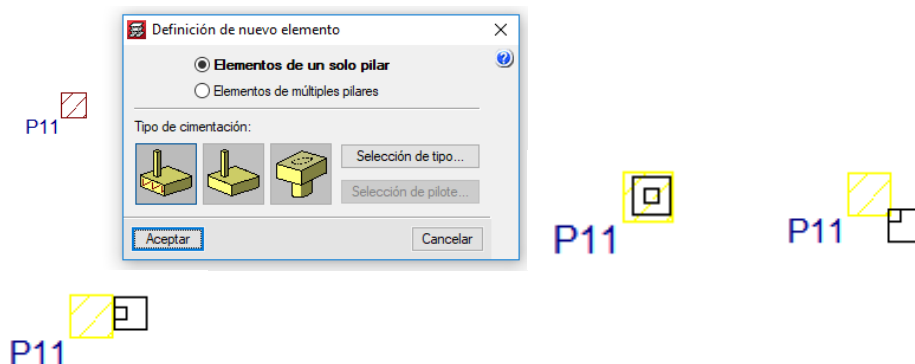 Definición de nuevo elemento
Elementos de un solo pilar
Elementos de múltiples pilares
P11
Tipo de cimentación:
Selección de tipo...
Selección de pilote...
Aceptar
Cancelar
P11
P11
P11